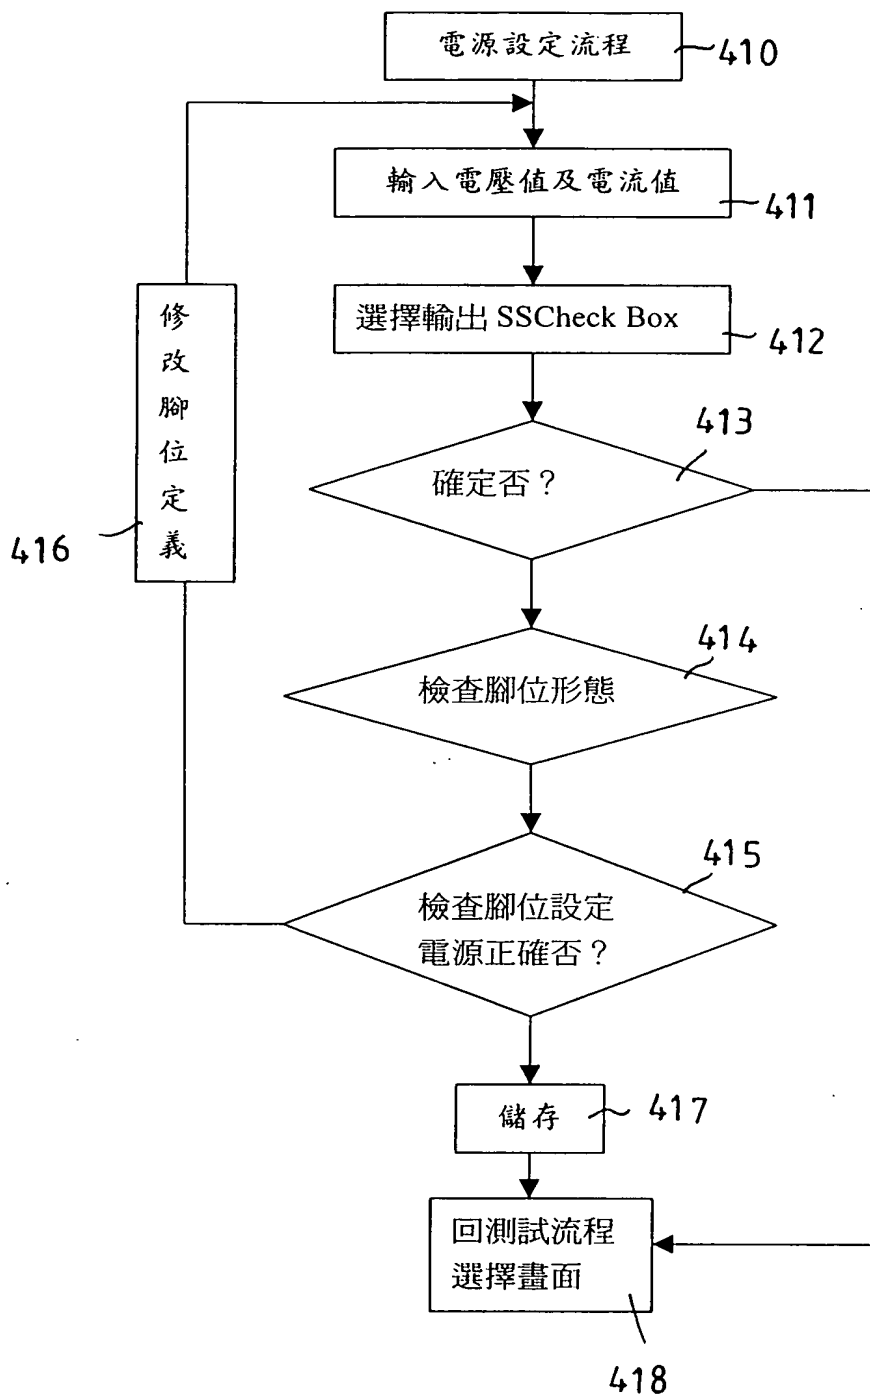 電源設定流程
410
輸入電壓值及電流值
411
選擇輸出 SSCheck Box
412
確定否？
413
檢查腳位形態
414
檢查腳位設定
電源正確否？
415
修改腳位定義
416
儲存
417
回測試流程
選擇畫面
418